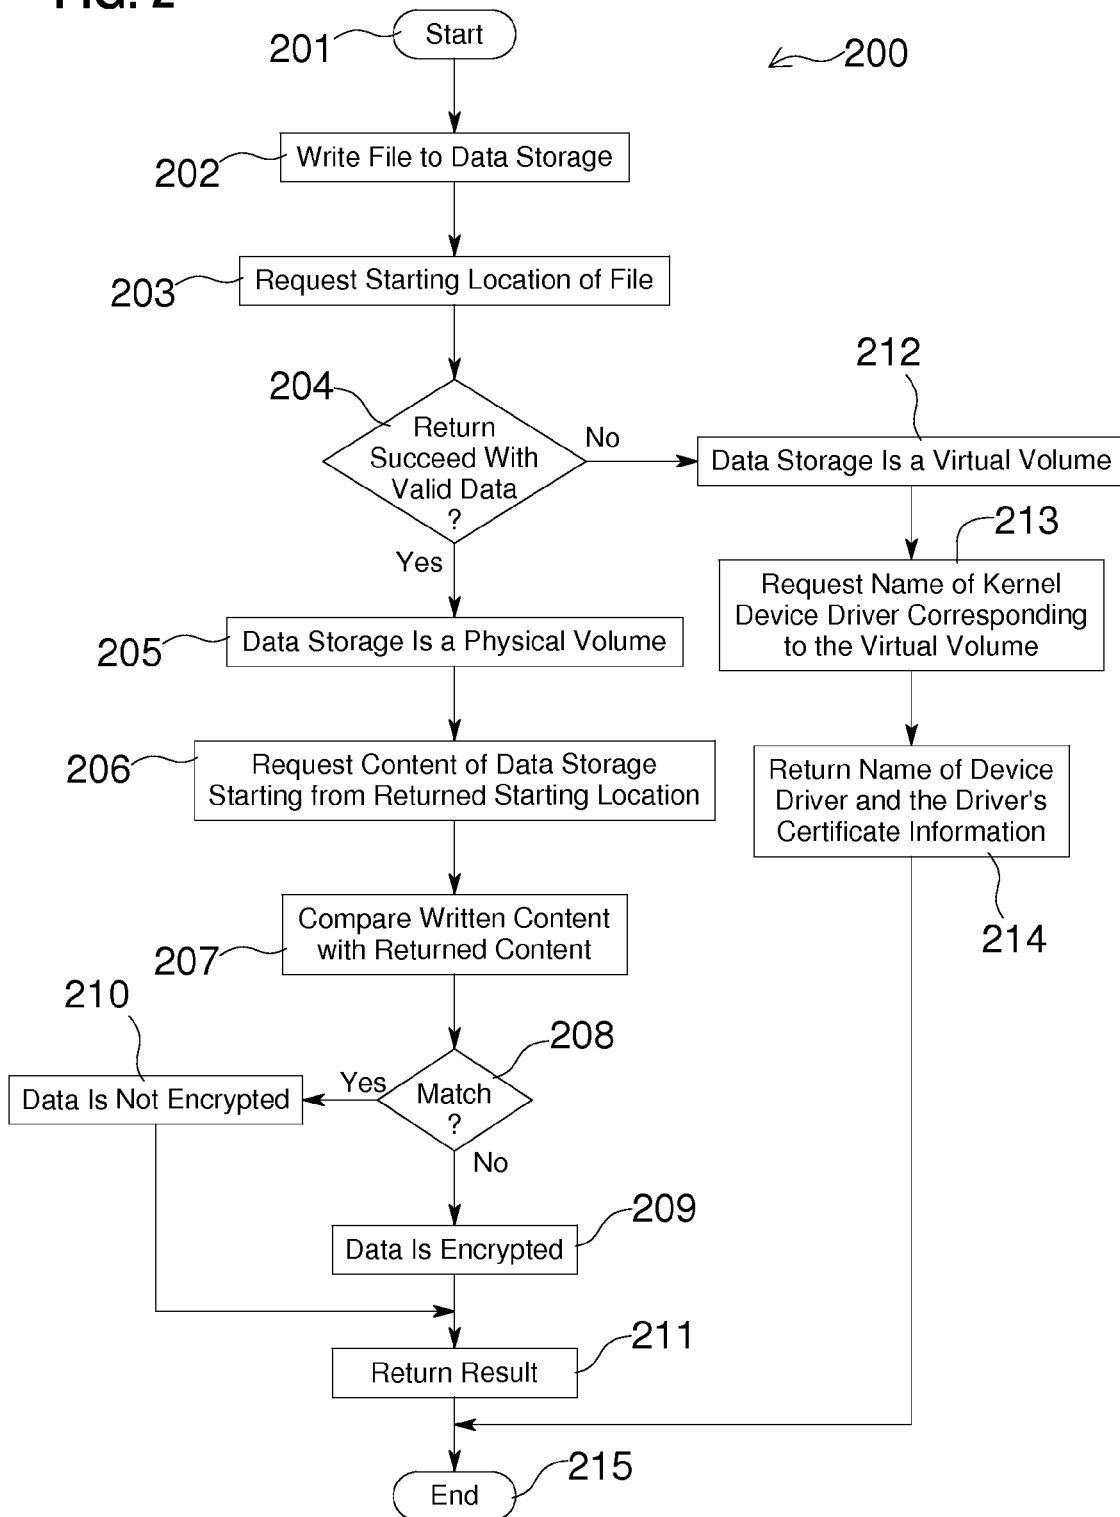 FIG. 2
201
Start
200
202
Write File to Data Storage
203
Request Starting Location of File
204
Return
Succeed With
Valid Data
?
No
Yes
212
Data Storage Is a Virtual Volume
213
Request Name of Kernel
Device Driver Corresponding
to the Virtual Volume
205
Data Storage Is a Physical Volume
206
Request Content of Data Storage
Starting from Returned Starting Location
Return Name of Device
Driver and the Driver's
Certificate Information
214
207
Compare Written Content
with Returned Content
210
208
Data Is Not Encrypted
Yes
Match
?
No
209
Data Is Encrypted
211
Return Result
215
End